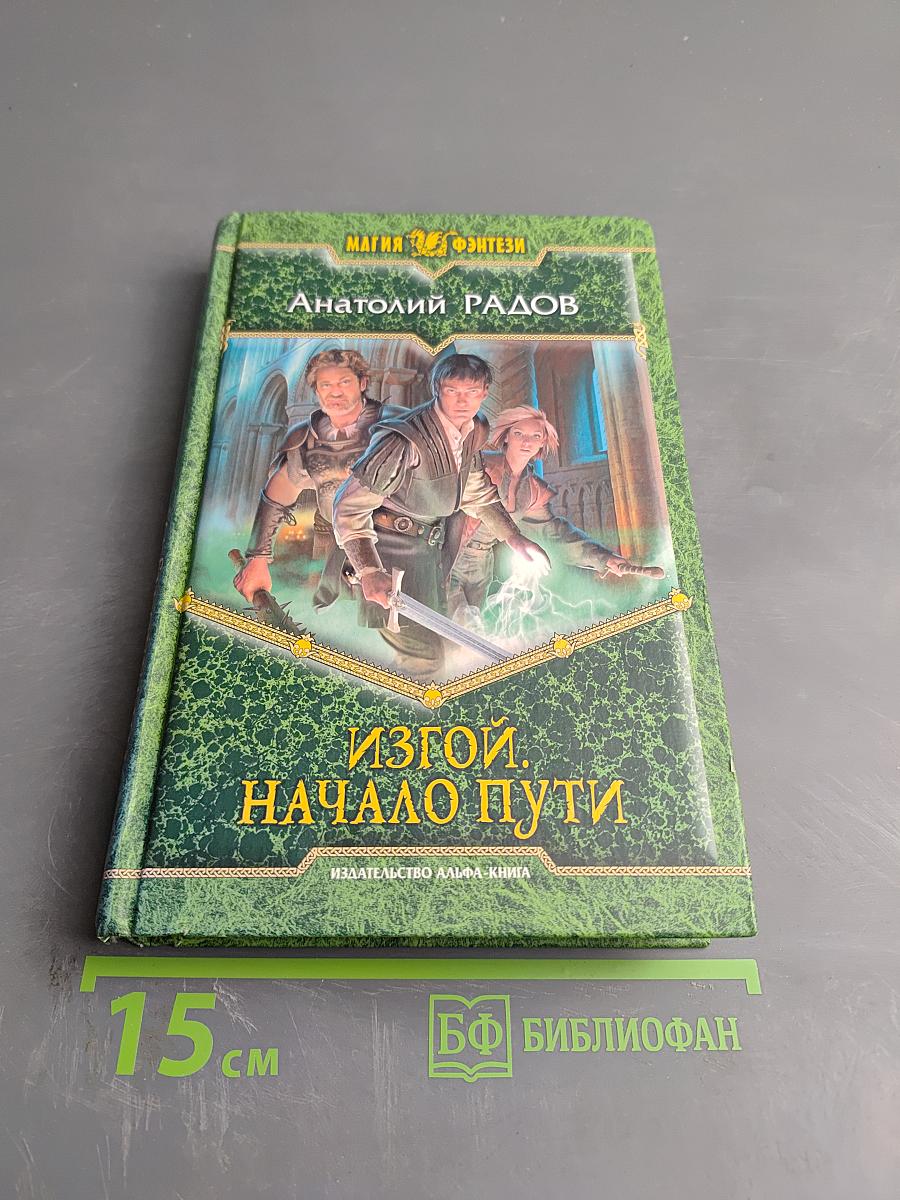 МАГИЯ ФЭНТЕЗИ
Анатолий РАДОВ
ИЗГОЙ.
НАЧАЛО ПУТИ
ИЗДАТЕЛЬСТВО АЛЬФА-КНИГА
15 см
БФ БИБЛИОФАН